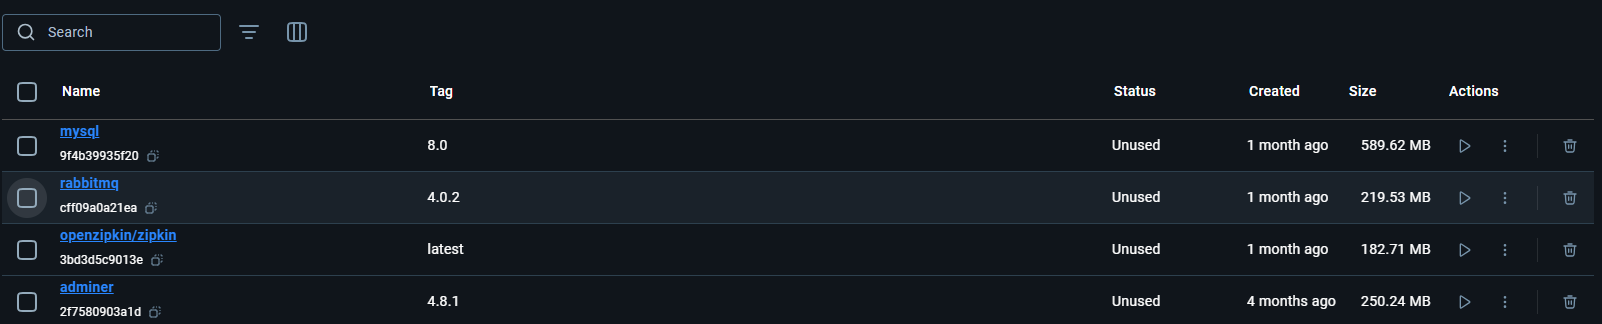 Search
Name Tag Status Created Size Actions
mysql
9f4b39935f20 8.0 Unused 1 month ago 589.62 MB
rabbitmq
cff09a0a21ea 4.0.2 Unused 1 month ago 219.53 MB
openzipkin/zipkin
3bd3d5c9013e latest Unused 1 month ago 182.71 MB
adminer
2f7580903a1d 4.8.1 Unused 4 months ago 250.24 MB